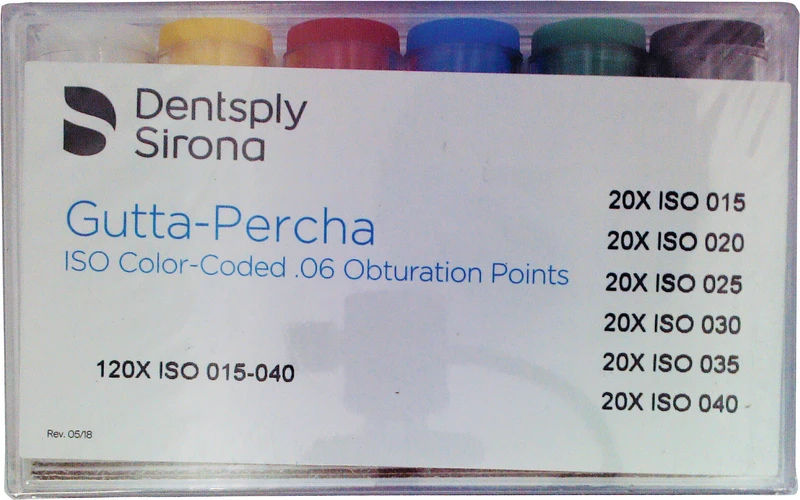 Dentsply
Sirona
Gutta-Percha
ISO Color-Coded .06 Obturation Points
20X ISO 015
20X ISO 020
20X ISO 025
20X ISO 030
20X ISO 035
20X ISO 040
120X ISO 015-040
Rev. 05/18